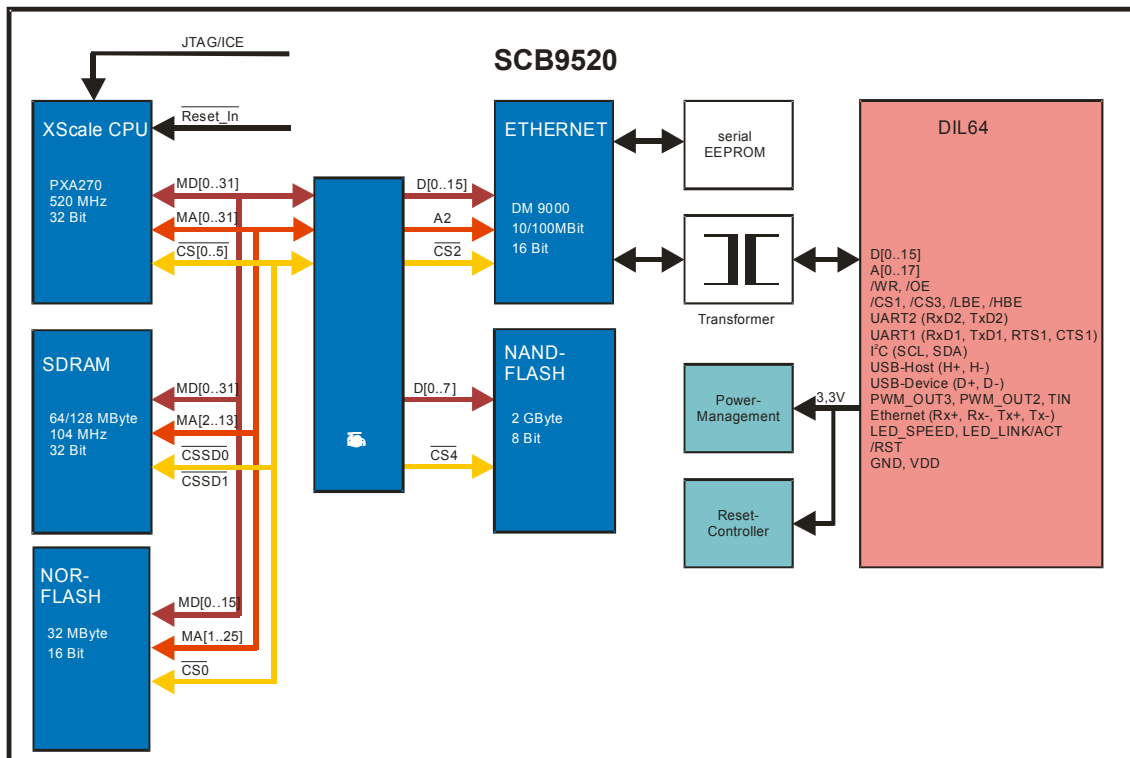 JTAG/ICE
SCB9520
Reset_In
XScale CPU
PXA270
520 MHz
32 Bit
MD[0..31]
MA[0..31]
CS[0..5]
D[0..15]
A2
CS2
ETHERNET
DM 9000
10/100MBit
16 Bit
serial
EEPROM
Transformer
SDRAM
64/128 MByte
104 MHz
32 Bit
MD[0..31]
MA[2..13]
CSSD0
CSSD1
D[0..7]
CS4
NAND-
FLASH
2 GByte
8 Bit
NOR-
FLASH
32 MByte
16 Bit
MD[0..15]
MA[1..25]
CS0
Power-
Management
3,3V
Reset-
Controller
DIL64
D[0..15]
A[0..17]
/WR, /OE
/CS1, /CS3, /LBE, /HBE
UART2 (RxD2, TxD2)
UART1 (RxD1, TxD1, RTS1, CTS1)
I²C (SCL, SDA)
USB-Host (H+, H-)
USB-Device (D+, D-)
PWM_OUT3, PWM_OUT2, TIN
Ethernet (Rx+, Rx-, Tx+, Tx-)
LED_SPEED, LED_LINK/ACT
/RST
GND, VDD